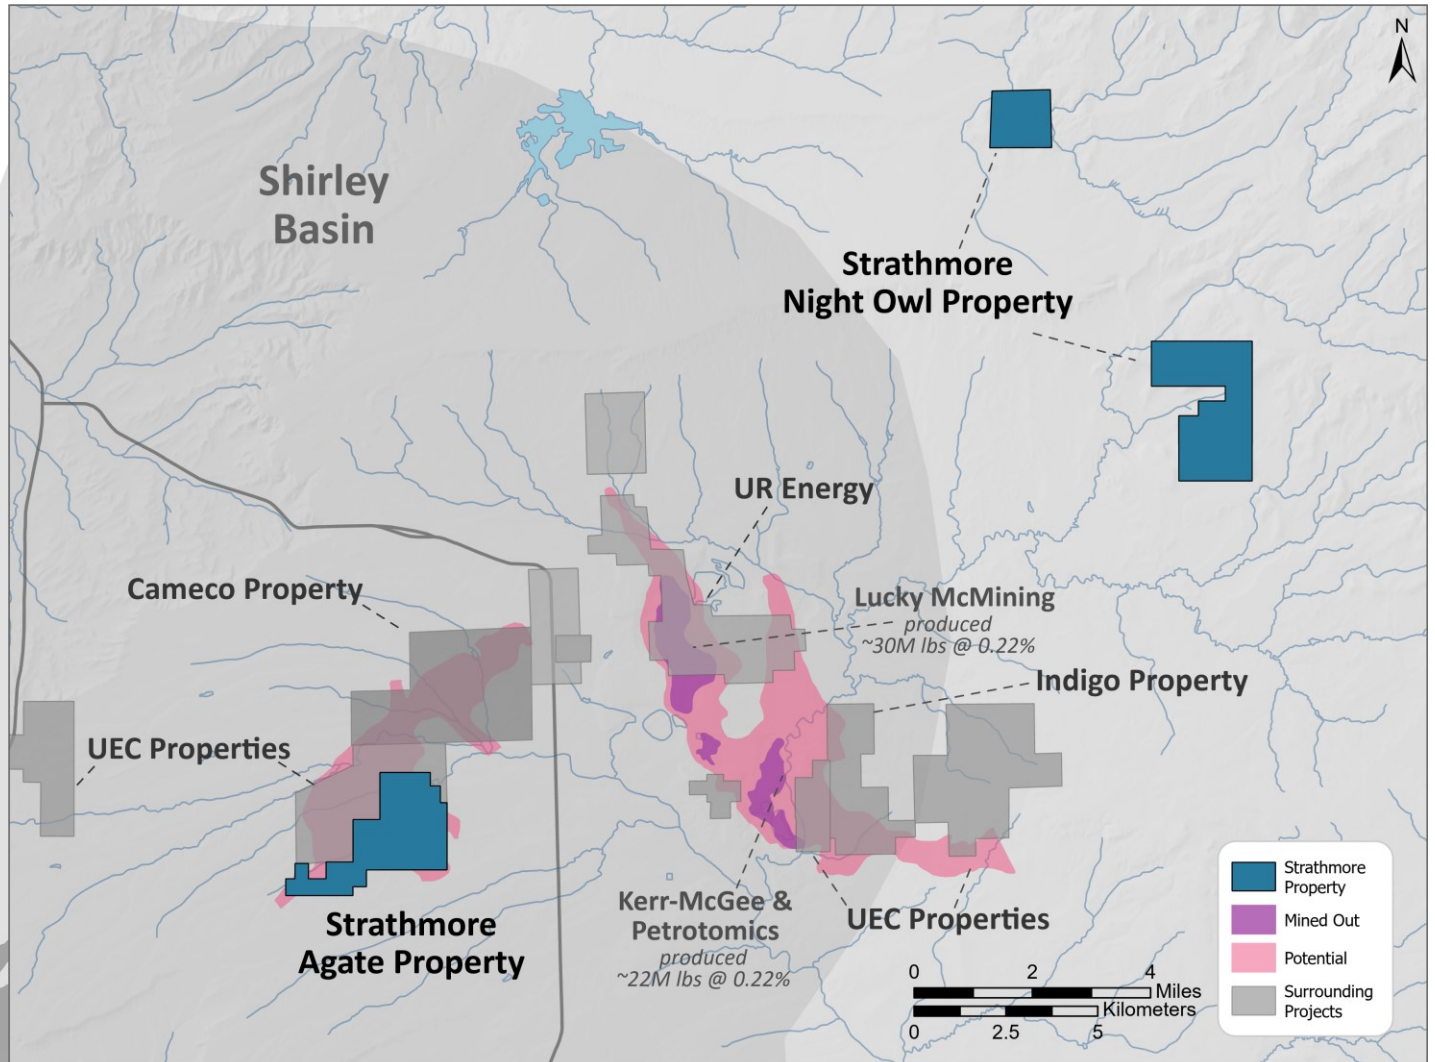 N
Shirley
Basin
Strathmore
Night Owl Property
UR Energy
Cameco Property
Lucky McMining
produced
~30M lbs @ 0.22%
Indigo Property
UEC Properties
Kerr-McGee &
Petrotomics
produced
~22M lbs @ 0.22%
UEC Properties
Strathmore
Agate Property
0 2 4
Miles
Kilometers
0 2.5 5
Strathmore
Property
Mined Out
Potential
Surrounding
Projects